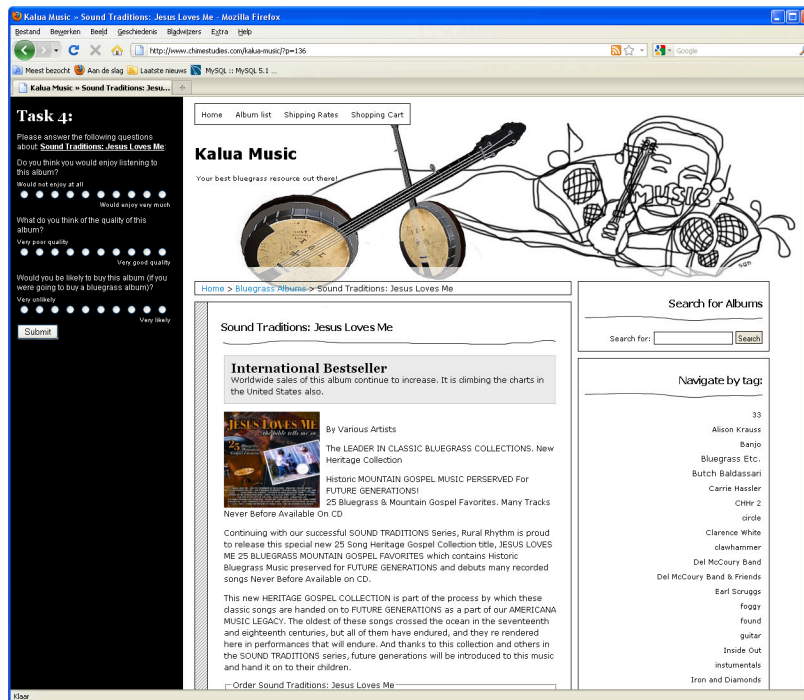 Kalua Music » Sound Traditions: Jesus Loves Me - Mozilla Firefox
Bestand Bewerken Beeld Geschiedenis Bladwijzers Extra Help
http://www.chimestudies.com/kalua-music/?p=136
Google
Meest bezocht Aan de slag Laatste nieuws MySQL :: MySQL 5.1 ...
Kalua Music » Sound Traditions: Jesu...
Task 4:
Please answer the following questions
about Sound Traditions: Jesus Loves Me:
Do you think you would enjoy listening to
this album?
Would not enjoy at all
Would enjoy very much
What do you think of the quality of this
album?
Very poor quality
Very good quality
Would you be likely to buy this album (if you
were going to buy a bluegrass album)?
Very unlikely
Very likely
Submit
Home Album list Shipping Rates Shopping Cart
Kalua Music
Your best bluegrass resource out there!
MUSIC
Home > Bluegrass Albums > Sound Traditions: Jesus Loves Me
Sound Traditions: Jesus Loves Me
International Bestseller
Worldwide sales of this album continue to increase. It is climbing the charts in
the United States also.
JESUS LOVES ME
the bible tells me so
25
By Various Artists
The LEADER IN CLASSIC BLUEGRASS COLLECTIONS. New
Heritage Collection
Historic MOUNTAIN GOSPEL MUSIC PERSERVED For
FUTURE GENERATIONS!
25 Bluegrass & Mountain Gospel Favorites. Many Tracks
Never Before Available On CD
Continuing with our successful SOUND TRADITIONS Series, Rural Rhythm is proud
to release this special new 25 Song Heritage Gospel Collection title, JESUS LOVES
ME 25 BLUEGRASS MOUNTAIN GOSPEL FAVORITES which contains Historic
Bluegrass Music preserved for FUTURE GENERATIONS and debuts many recorded
songs Never Before Available on CD.
This new HERITAGE GOSPEL COLLECTION is part of the process by which these
classic songs are handed on to FUTURE GENERATIONS as a part of our AMERICANA
MUSIC LEGACY. The oldest of these songs crossed the ocean in the seventeenth
and eighteenth centuries, but all of them have endured, and they re rendered
here in performances that will endure. And thanks to this collection and others in
the SOUND TRADITIONS series, future generations will be introduced to this music
and hand it on to their children.
Order Sound Traditions: Jesus Loves Me
Search for Albums
Search for: Search
Navigate by tag:
33
Alison Krauss
Banjo
Bluegrass Etc.
Butch Baldassari
Carrie Hassler
CHHr 2
circle
Clarence White
clawhammer
Del McCoury Band
Del McCoury Band & Friends
Earl Scruggs
foggy
found
guitar
Inside Out
instumentals
Iron and Diamonds
Klaar